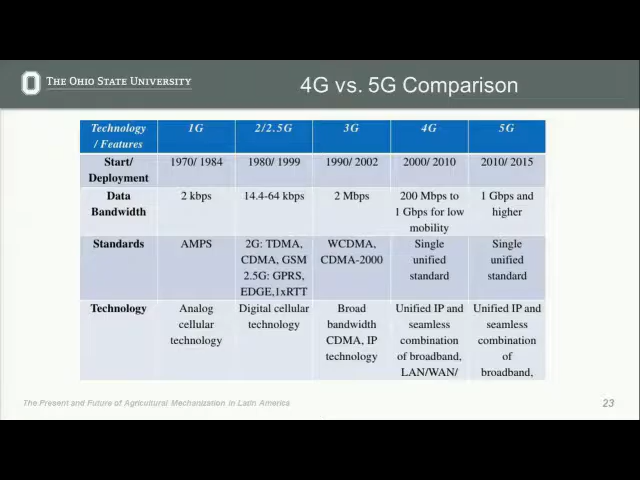 THE OHIO STATE UNIVERSITY
4G vs. 5G Comparison
Technology / Features 1G 2/2.5G 3G 4G 5G
Start/ Deployment 1970/ 1984 1980/ 1999 1990/ 2002 2000/ 2010 2010/ 2015
Data Bandwidth 2 kbps 14.4-64 kbps 2 Mbps 200 Mbps to 1 Gbps for low mobility 1 Gbps and higher
Standards AMPS 2G: TDMA, CDMA, GSM 2.5G: GPRS, EDGE,1xRTT WCDMA, CDMA-2000 Single unified standard Single unified standard
Technology Analog cellular technology Digital cellular technology Broad bandwidth CDMA, IP technology Unified IP and seamless combination of broadband, LAN/WAN/ Unified IP and seamless combination of broadband,
The Present and Future of Agricultural Mechanization in Latin America
23